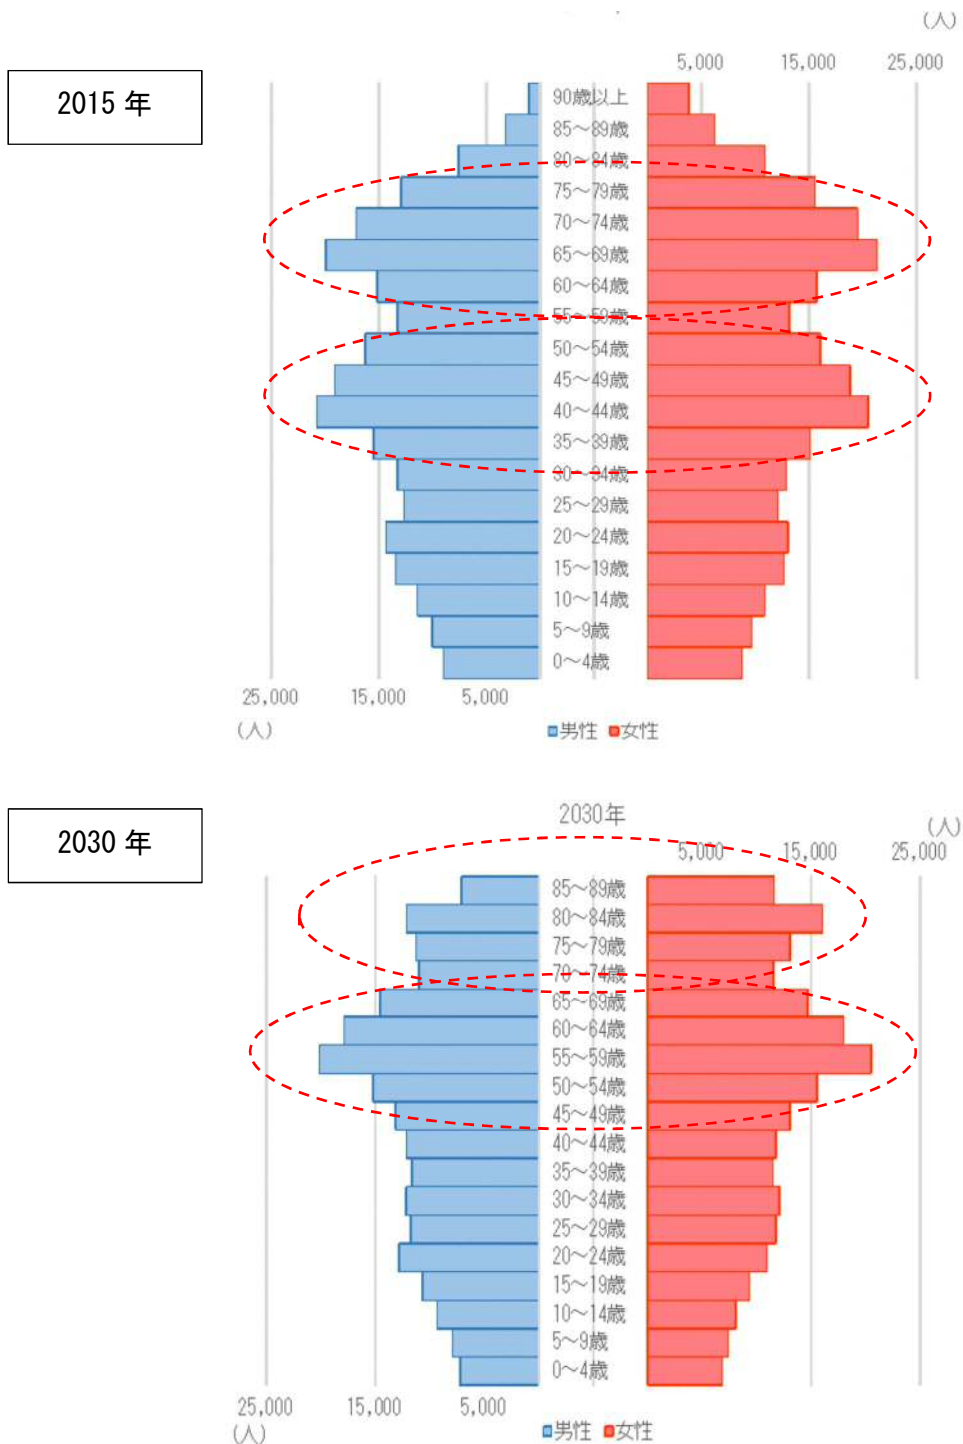 (人)
5,000 15,000 25,000
2015 年
90歳以上
85～89歳
80～84歳
75～79歳
70～74歳
65～69歳
60～64歳
55～59歳
50～54歳
45～49歳
40～44歳
35～39歳
30～34歳
25～29歳
20～24歳
15～19歳
10～14歳
5～9歳
0～4歳
25,000 15,000 5,000
(人)
男性 女性
2030年
(人)
2030 年
5,000 15,000 25,000
85～89歳
80～84歳
75～79歳
70～74歳
65～69歳
60～64歳
55～59歳
50～54歳
45～49歳
40～44歳
35～39歳
30～34歳
25～29歳
20～24歳
15～19歳
10～14歳
5～9歳
0～4歳
25,000 15,000 5,000
(人)
男性 女性